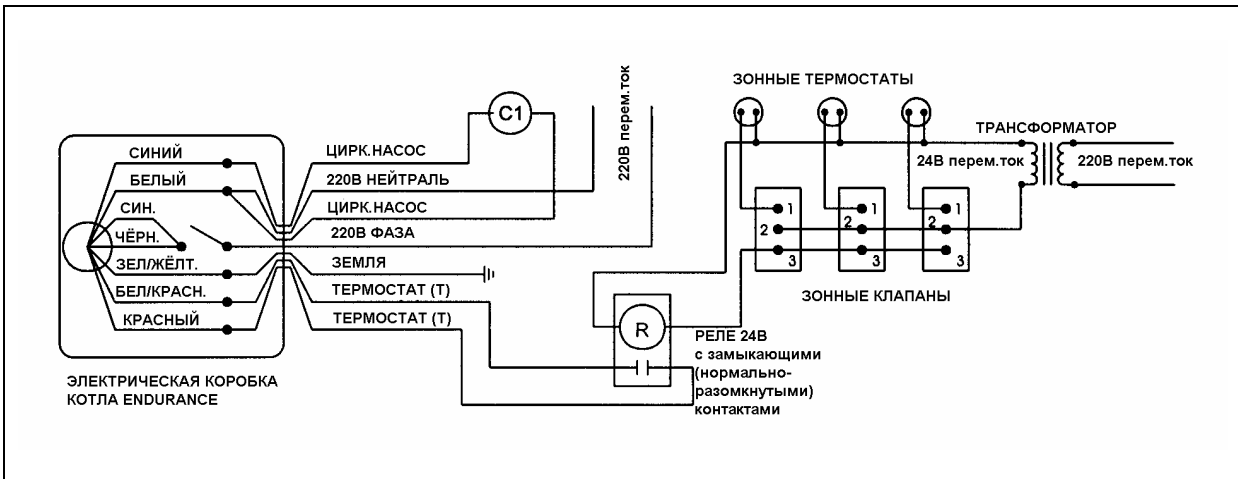 СИНИЙ
БЕЛЫЙ
СИН.
ЧЁРН.
ЗЕЛ/ЖЁЛТ.
БЕЛ/КРАСН.
КРАСНЫЙ
ЭЛЕКТРИЧЕСКАЯ КОРОБКА
КОТЛА ENDURANCE
ЦИРК.НАСОС
220В НЕЙТРАЛЬ
ЦИРК.НАСОС
220В ФАЗА
ЗЕМЛЯ
ТЕРМОСТАТ (Т)
ТЕРМОСТАТ (Т)
C1
220В перем.ток
ЗОННЫЕ ТЕРМОСТАТЫ
ТРАНСФОРМАТОР
24В перем.ток
220В перем.ток
1
2
3
1
2
3
1
2
3
ЗОННЫЕ КЛАПАНЫ
R
РЕЛЕ 24В
с замыкающими
(нормально-
разомкнутыми)
контактами